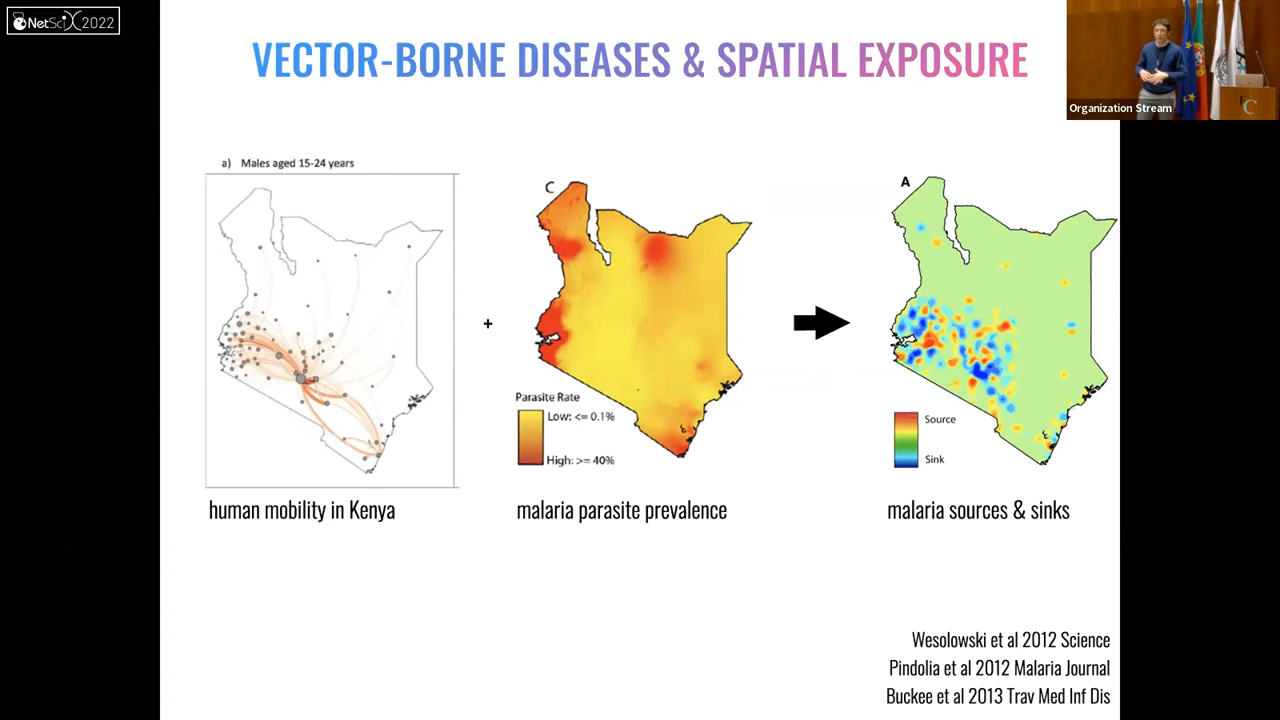 NetSciX 2022
VECTOR-BORNE DISEASES & SPATIAL EXPOSURE
Organization Stream
a) Males aged 15-24 years
C
A
+
Parasite Rate
Low: <= 0.1%
High: >= 40%
Source
Sink
human mobility in Kenya
malaria parasite prevalence
malaria sources & sinks
Wesolowski et al 2012 Science
Pindolia et al 2012 Malaria Journal
Buckee et al 2013 Trav Med Inf Dis